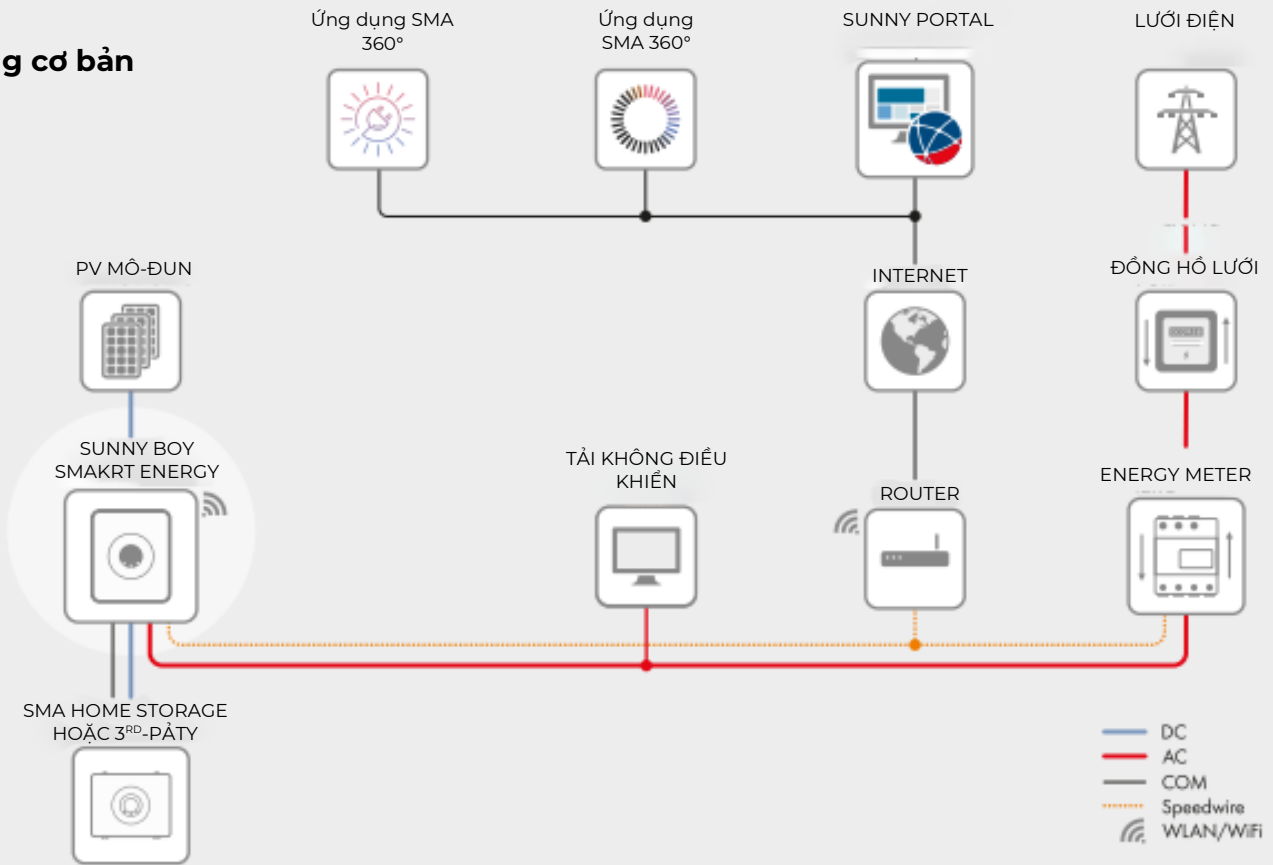 Ứng dụng SMA
360°
Ứng dụng
SMA 360°
SUNNY PORTAL
LƯỚI ĐIỆN
g cơ bản
PV MÔ-ĐUN
INTERNET
ĐỒNG HỒ LƯỚI
SUNNY BOY
SMAKRT ENERGY
TẢI KHÔNG ĐIỀU
KHIỂN
ROUTER
ENERGY METER
SMA HOME STORAGE
HOẶC 3RD-PẢTY
DC
AC
COM
Speedwire
WLAN/WiFi